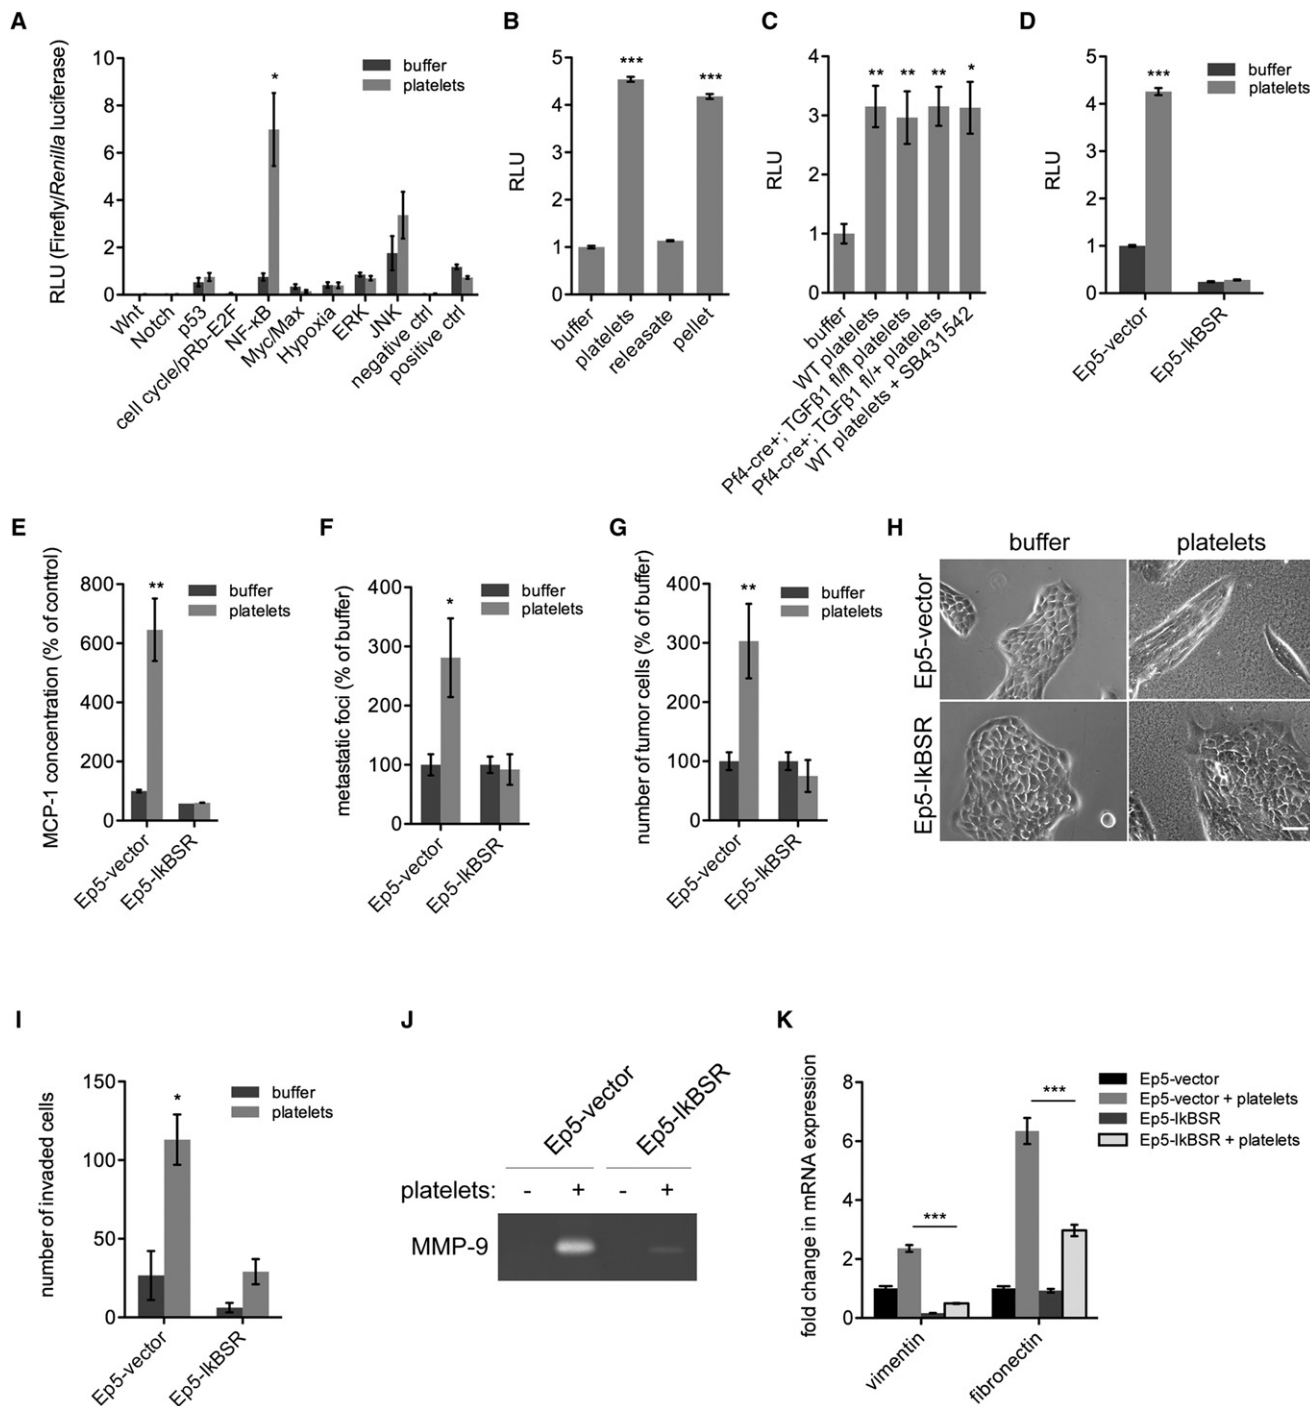 A
RLU (Firefly/Renilla luciferase)
10
8
6
4
2
0
buffer
platelets
*
Wnt
Notch
p53
cell cycle/pRb-E2F
NF-κB
Myc/Max
Hypoxia
ERK
JNK
negative ctrl
positive ctrl
B
RLU
5
4
3
2
1
0
***
***
buffer
platelets
releasate
pellet
C
RLU
4
3
2
1
0
**
**
**
*
buffer
WT platelets
Pf4-cre+; TGFβ1 fl/fl platelets
Pf4-cre+; TGFβ1 fl/+ platelets
WT platelets + SB431542
D
RLU
5
4
3
2
1
0
***
buffer
platelets
Ep5-vector
Ep5-IkBSR
E
MCP-1 concentration (% of control)
800
600
400
200
0
**
buffer
platelets
Ep5-vector
Ep5-IkBSR
F
metastatic foci (% of buffer)
400
300
200
100
0
*
buffer
platelets
Ep5-vector
Ep5-IkBSR
G
number of tumor cells (% of buffer)
400
300
200
100
0
**
buffer
platelets
Ep5-vector
Ep5-IkBSR
H
buffer
platelets
Ep5-vector
Ep5-IkBSR
I
number of invaded cells
150
100
50
0
*
buffer
platelets
Ep5-vector
Ep5-IkBSR
J
Ep5-vector
Ep5-IkBSR
platelets: - + - +
MMP-9
K
fold change in mRNA expression
8
6
4
2
0
***
***
Ep5-vector
Ep5-vector + platelets
Ep5-IkBSR
Ep5-IkBSR + platelets
vimentin
fibronectin